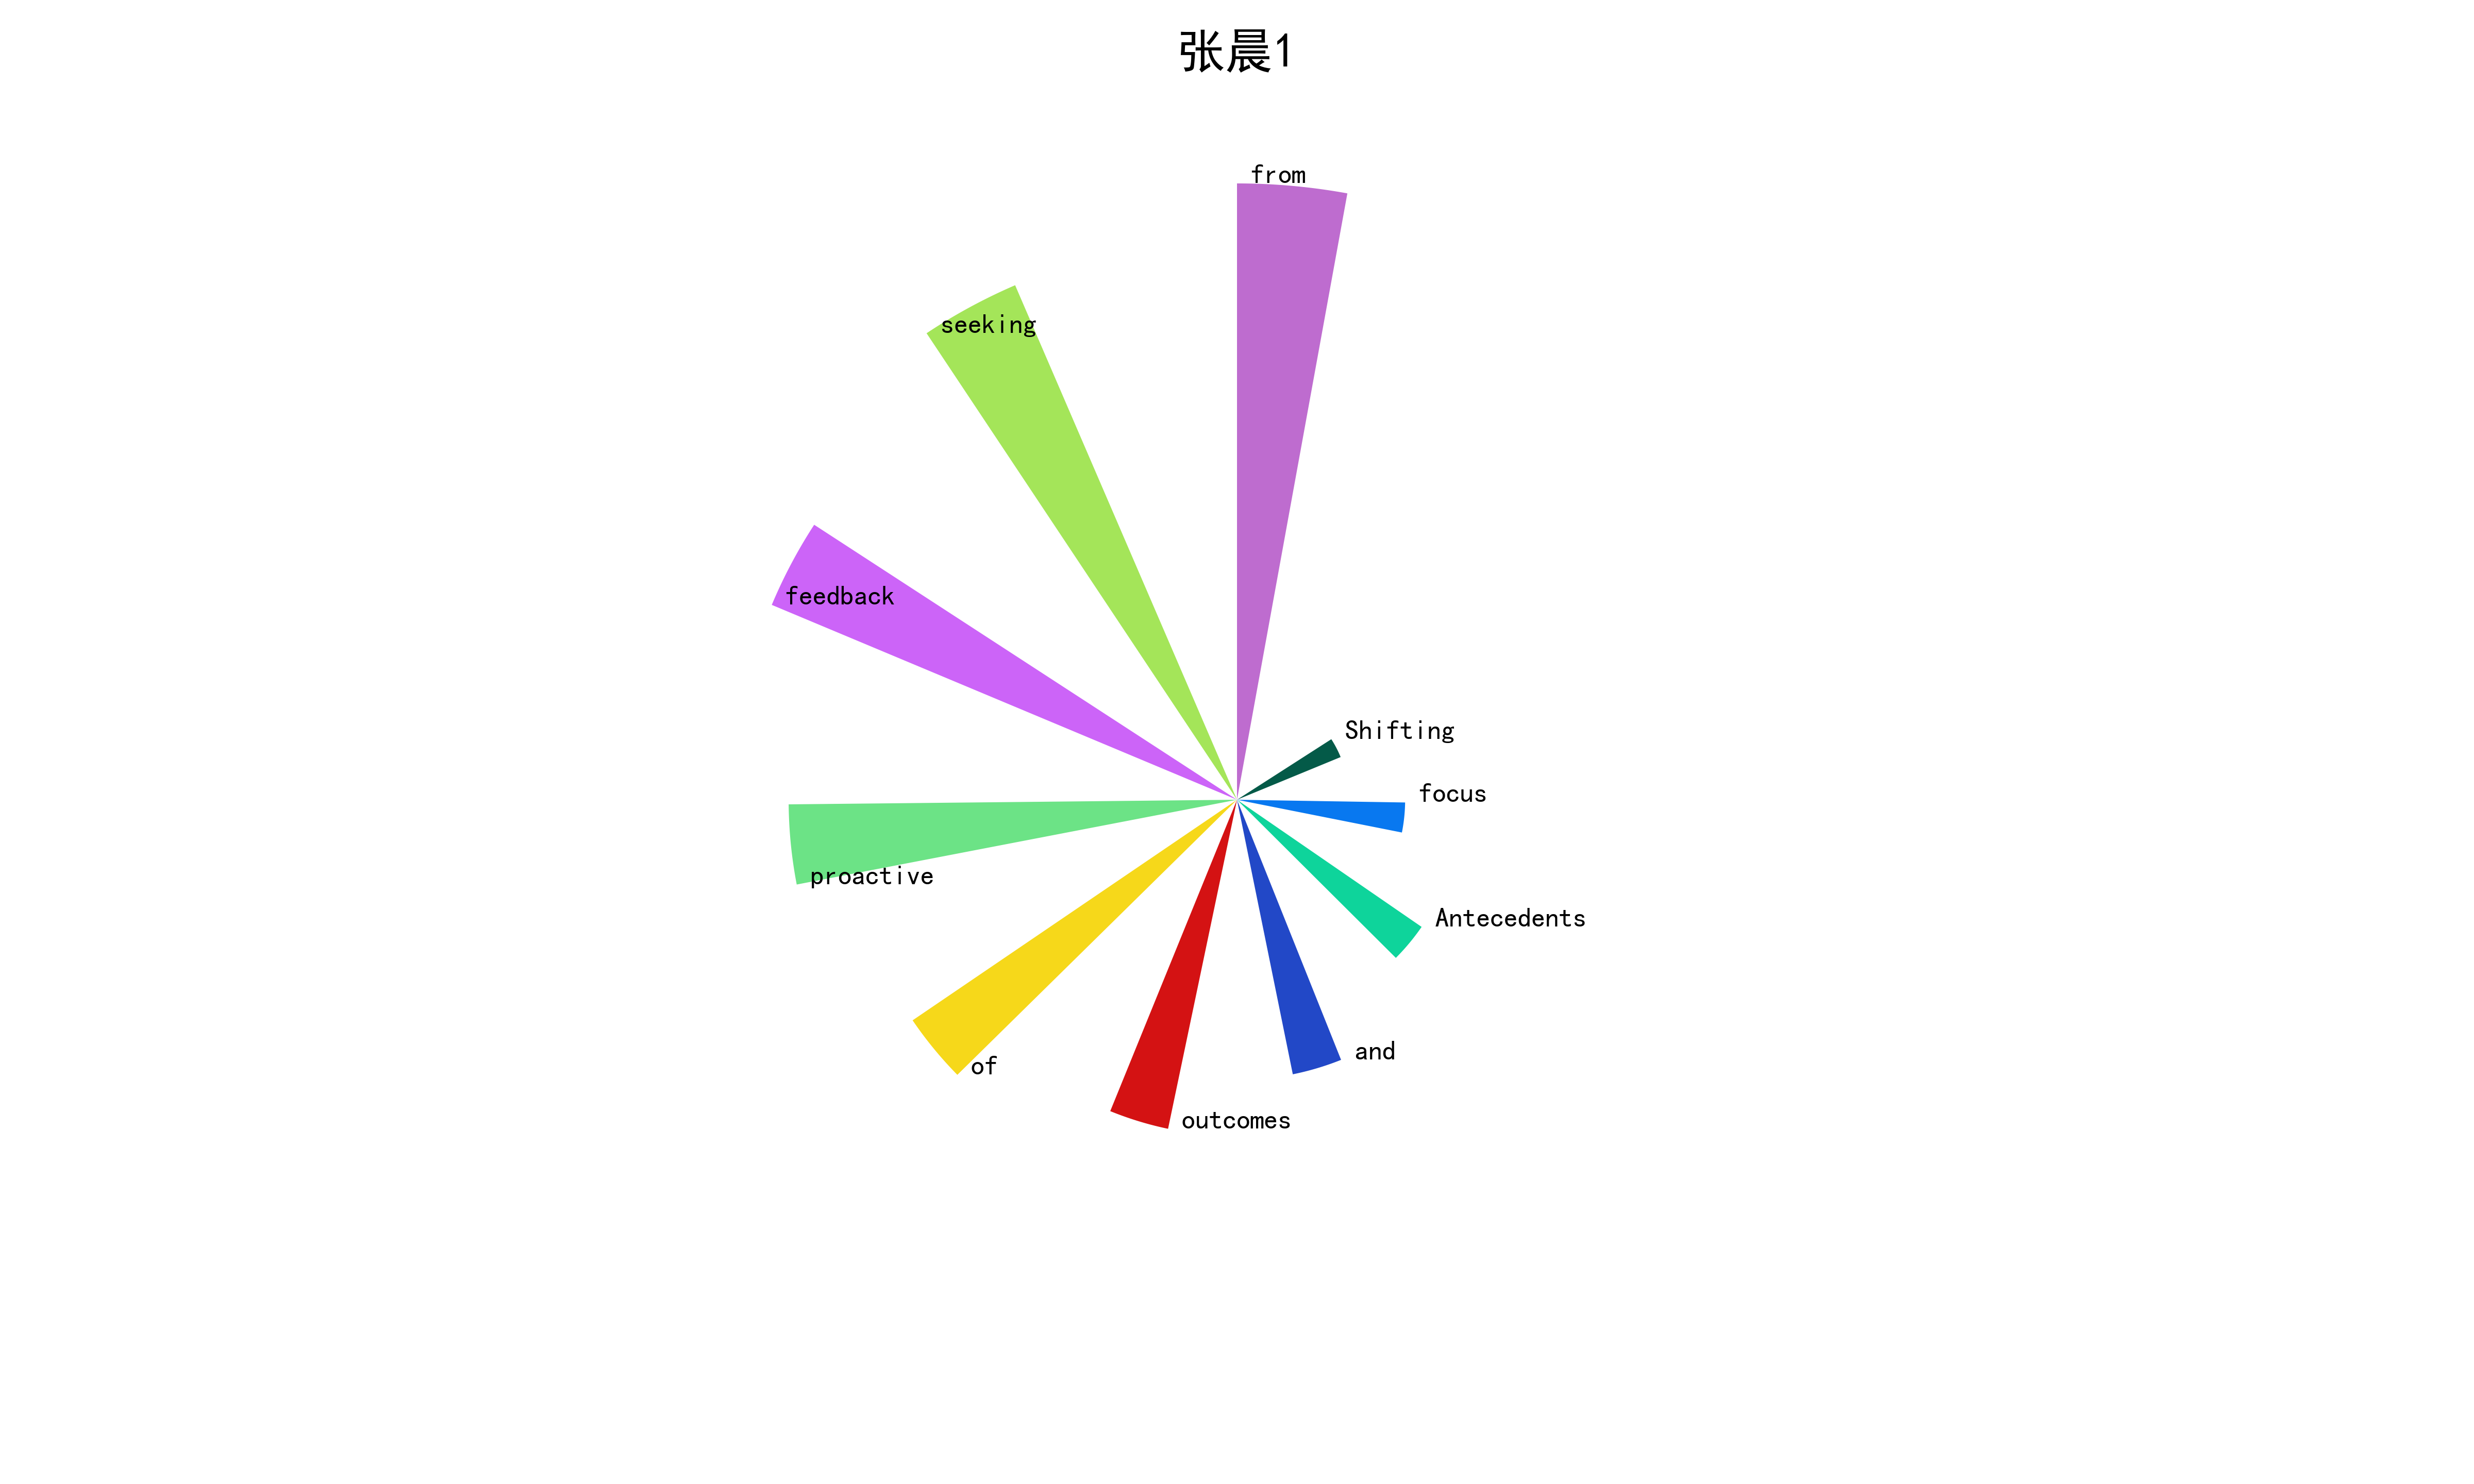 张晨1
from
seeking
feedback
Shifting
focus
proactive
Antecedents
and
of
outcomes